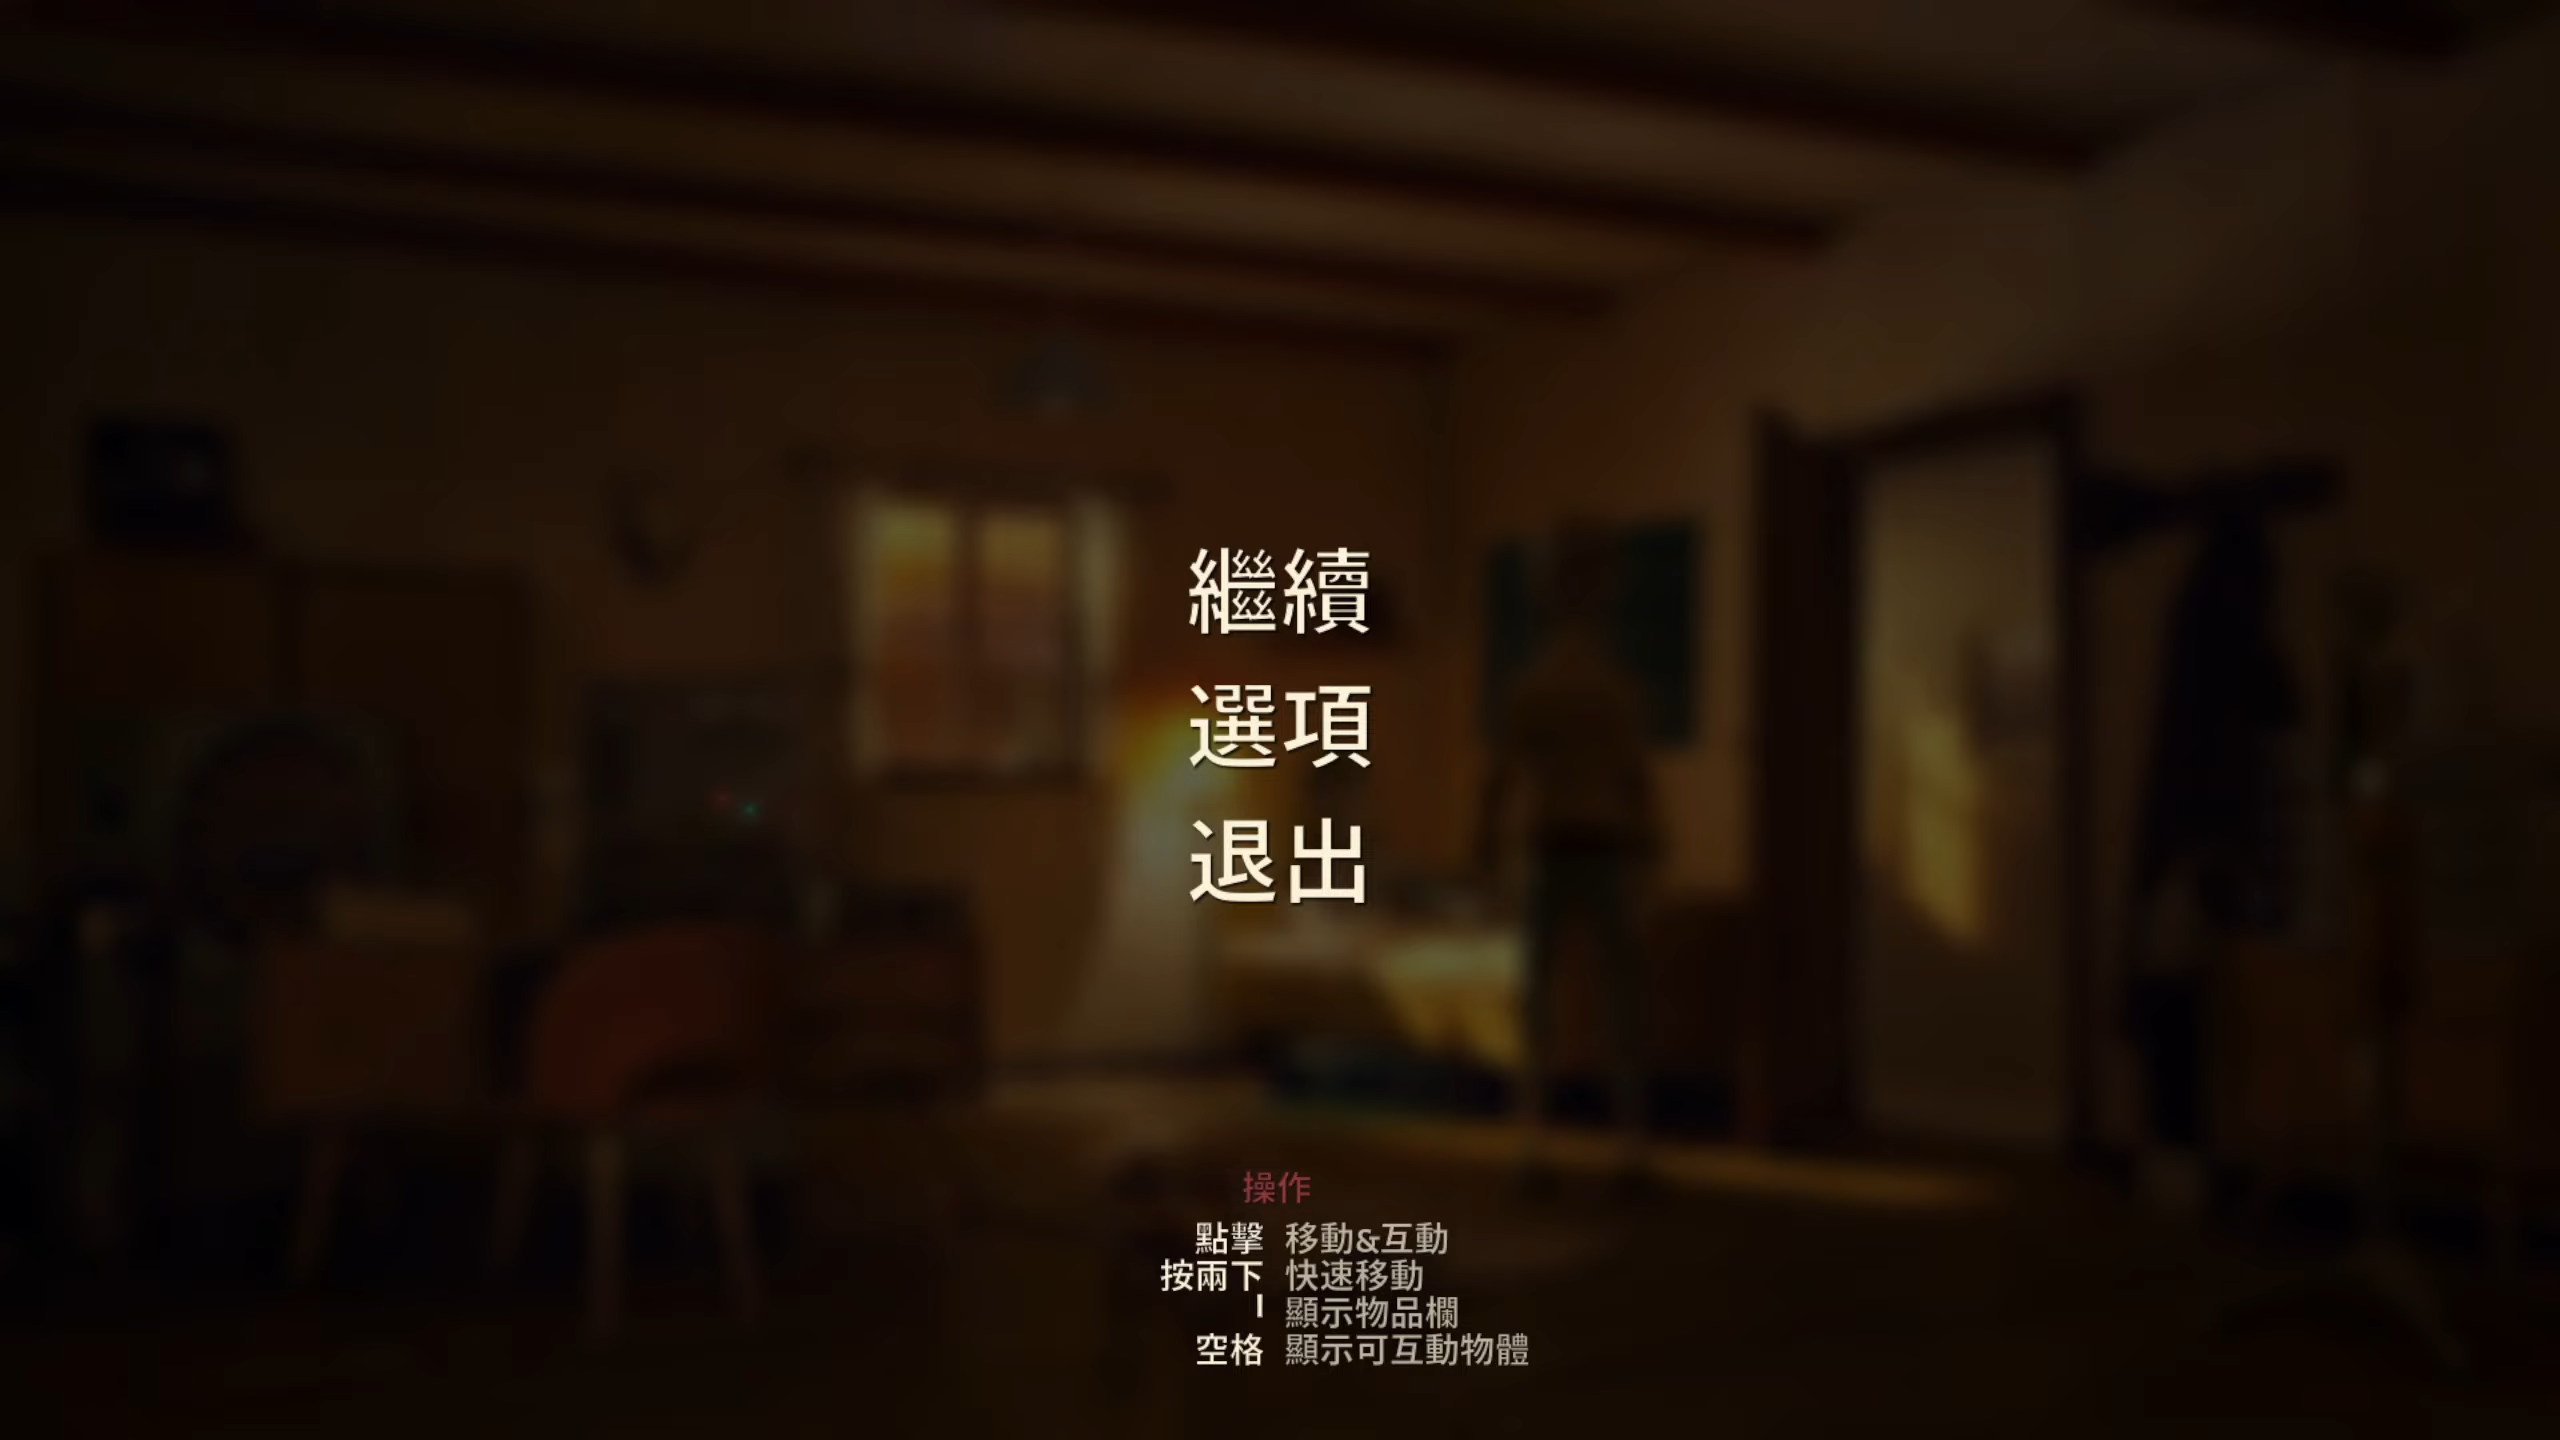 繼續
選項
退出
操作
點擊 移動&互動
按兩下 快速移動
I 顯示物品欄
空格 顯示可互動物體